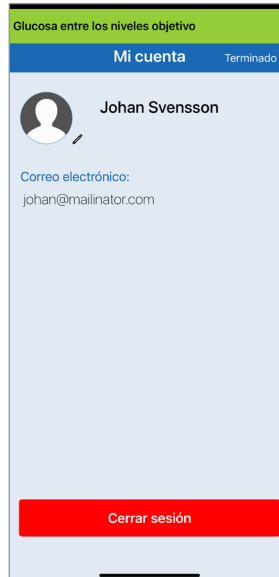 Glucosa entre los niveles objetivo
Mi cuenta
Terminado
Johan Svensson
Correo electrónico:
johan@mailinator.com
Cerrar sesión